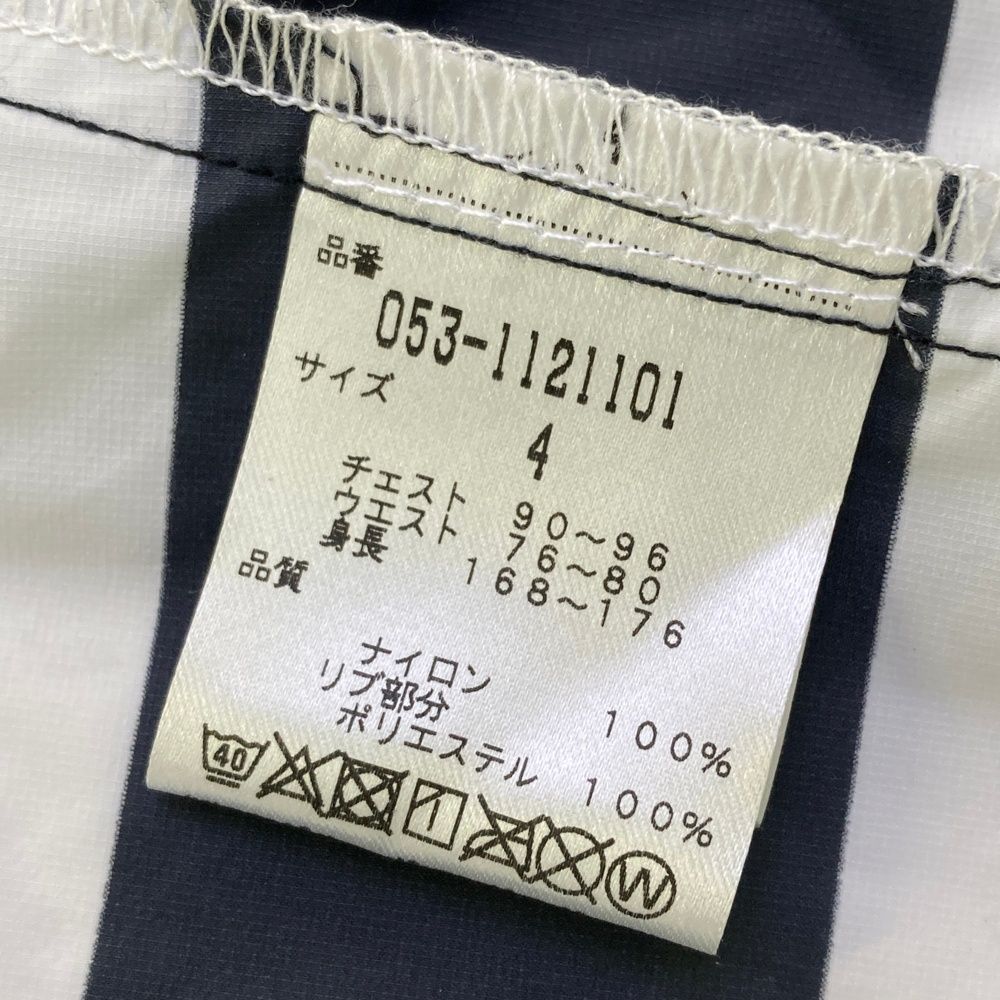 品番
053-1121101
サイズ
4
チェスト 90～96
ウエスト 76～80
身長 168～176
品質
ナイロン 100%
リブ部分
ポリエステル 100%
40
W